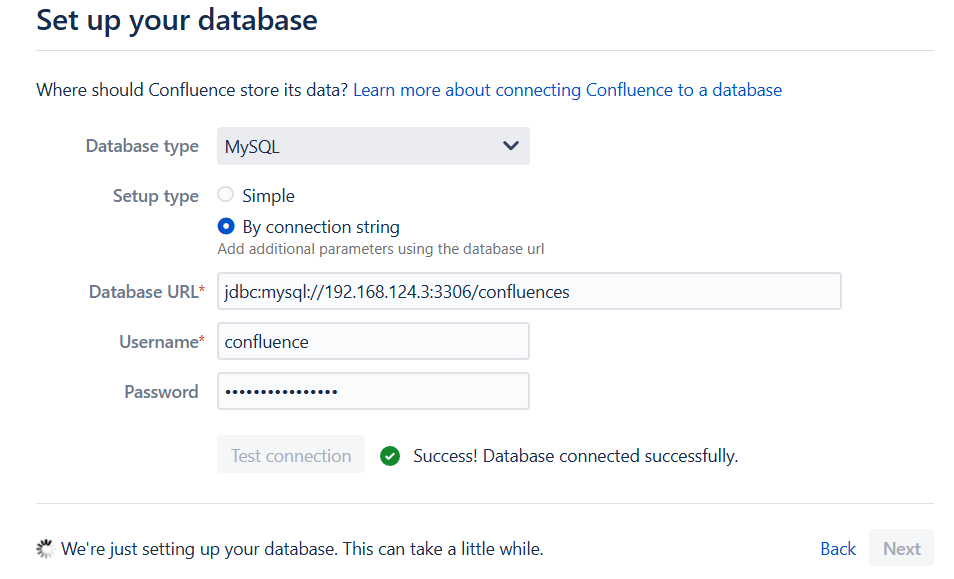 Set up your database
Where should Confluence store its data? Learn more about connecting Confluence to a database
Database type
MySQL
Setup type
Simple
By connection string
Add additional parameters using the database url
Database URL*
jdbc:mysql://192.168.124.3:3306/confluences
Username*
confluence
Password
••••••••••••••••
Test connection
Success! Database connected successfully.
We're just setting up your database. This can take a little while.
Back
Next